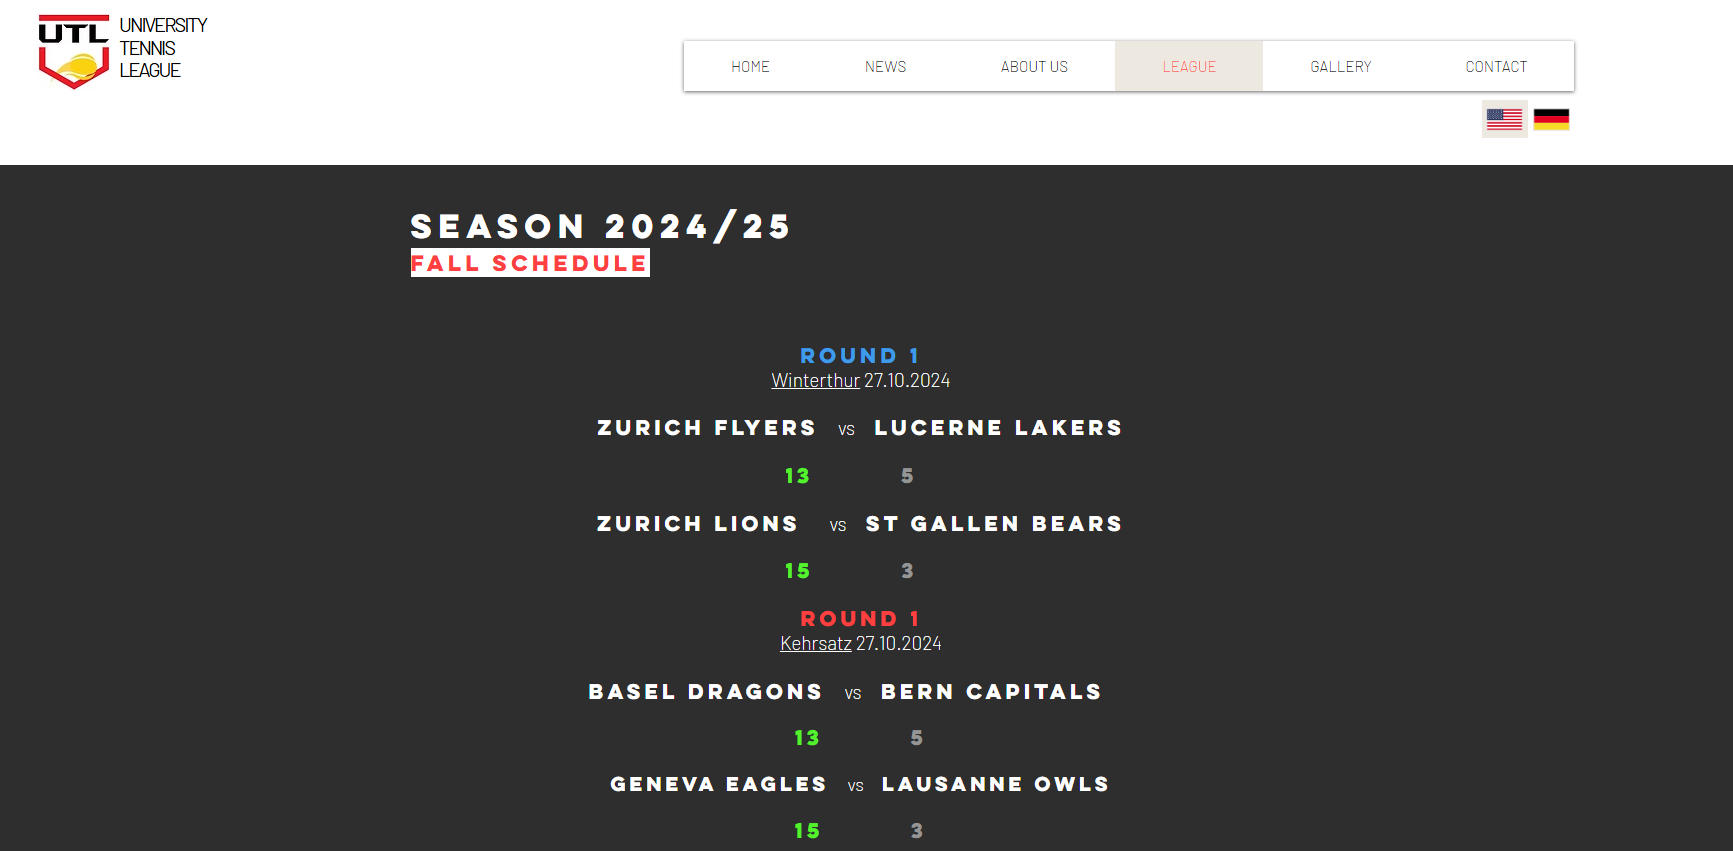 UTL
UNIVERSITY
TENNIS
LEAGUE
HOME NEWS ABOUT US LEAGUE GALLERY CONTACT
SEASON 2024/25
FALL SCHEDULE
ROUND 1
Winterthur 27.10.2024
ZURICH FLYERS vs LUCERNE LAKERS
13 5
ZURICH LIONS vs ST GALLEN BEARS
15 3
ROUND 1
Kehrsatz 27.10.2024
BASEL DRAGONS vs BERN CAPITALS
13 5
GENEVA EAGLES vs LAUSANNE OWLS
15 3